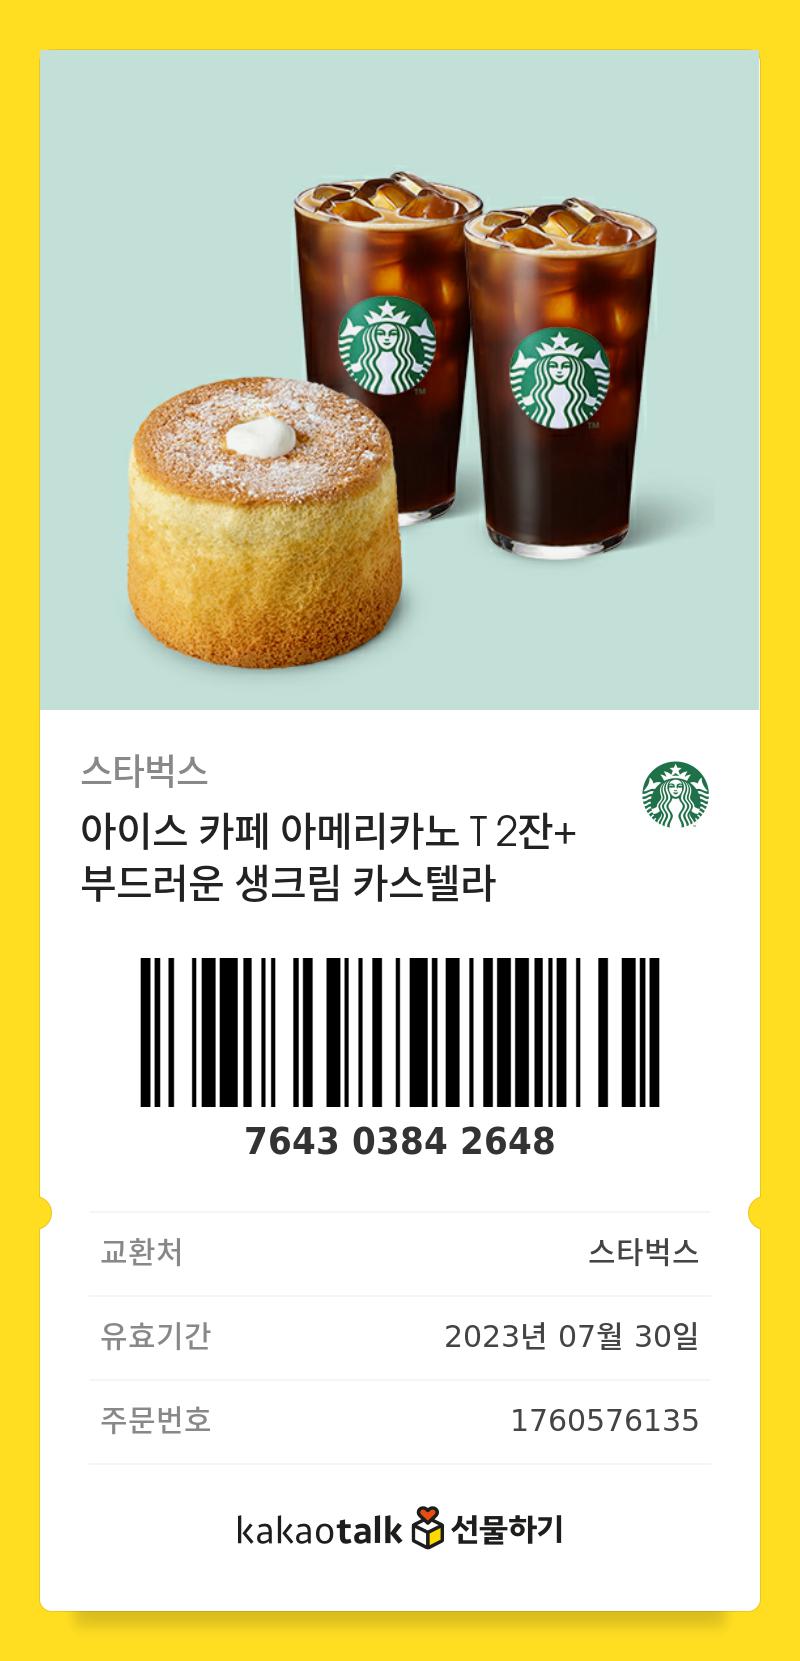 TM
TM
스타벅스
아이스 카페 아메리카노 T 2잔+
부드러운 생크림 카스텔라
7643 0384 2648
교환처 스타벅스
유효기간 2023년 07월 30일
주문번호 1760576135
kakaotalk 선물하기